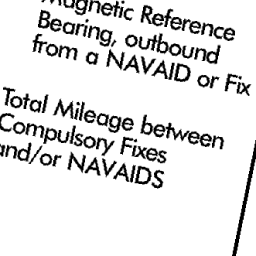 Magnetic Reference
Bearing, outbound
from a NAVAID or Fix
Total Mileage between
Compulsory Fixes
and/or NAVAIDS